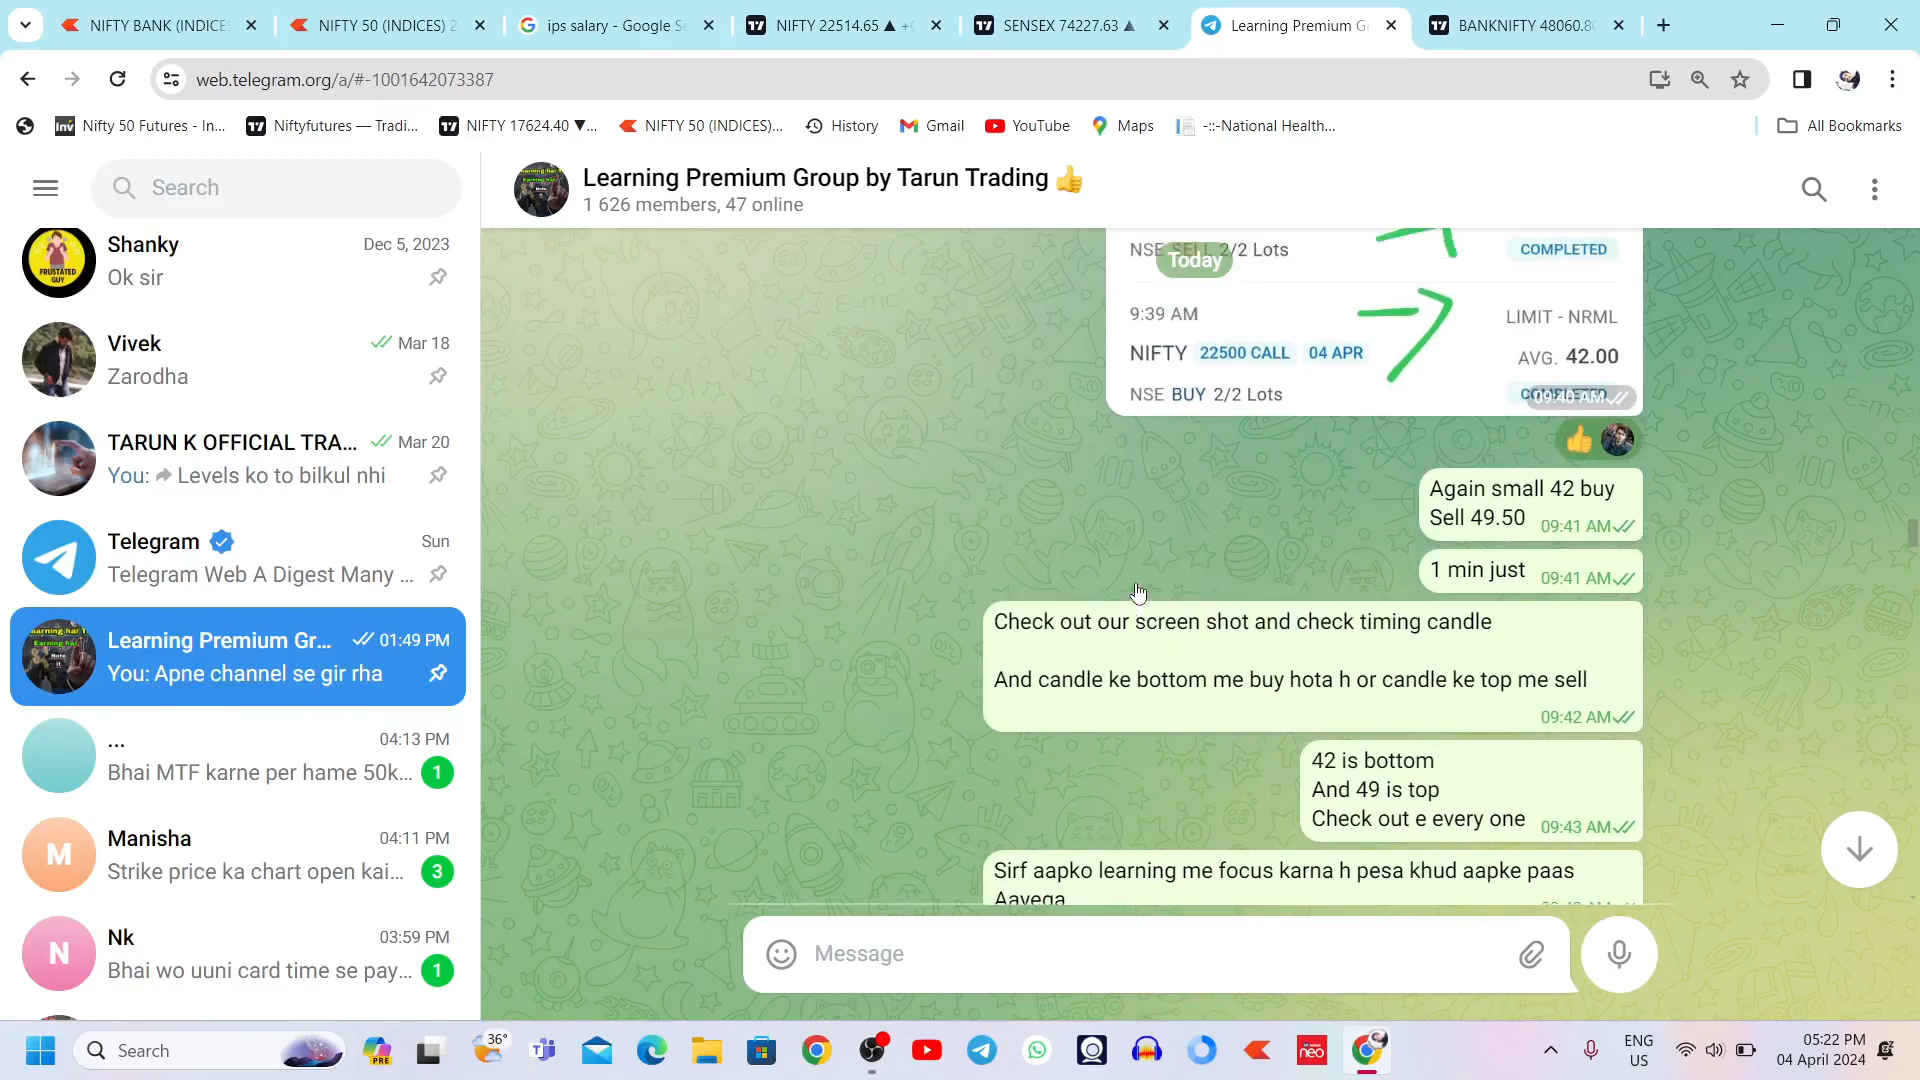 NIFTY BANK (INDICES
NIFTY 50 (INDICES) 2
ips salary - Google Se
NIFTY 22514.65 ▲ +0
SENSEX 74227.63 ▲
Learning Premium G
BANKNIFTY 48060.80
web.telegram.org/a/#-1001642073387
Nifty 50 Futures - In...
Niftyfutures — Tradi...
NIFTY 17624.40 ▼...
NIFTY 50 (INDICES)...
History
Gmail
YouTube
Maps
-::-National Health...
All Bookmarks
Search
Shanky
Dec 5, 2023
Ok sir
Vivek
Mar 18
Zarodha
TARUN K OFFICIAL TRA...
Mar 20
You: Levels ko to bilkul nhi
Telegram
Sun
Telegram Web A Digest Many ...
Learning Premium Gr...
01:49 PM
You: Apne channel se gir rha
...
04:13 PM
Bhai MTF karne per hame 50k...
1
M
Manisha
04:11 PM
Strike price ka chart open kai...
3
N
Nk
03:59 PM
Bhai wo uuni card time se pay...
1
Learning Premium Group by Tarun Trading 👍
1 626 members, 47 online
NSE SELL 2/2 Lots
COMPLETED
Today
9:39 AM
LIMIT - NRML
NIFTY 22500 CALL 04 APR
AVG. 42.00
NSE BUY 2/2 Lots
COMPLETED
09:40 AM
Again small 42 buy
Sell 49.50
09:41 AM
1 min just
09:41 AM
Check out our screen shot and check timing candle
And candle ke bottom me buy hota h or candle ke top me sell
09:42 AM
42 is bottom
And 49 is top
Check out e every one
09:43 AM
Sirf aapko learning me focus karna h pesa khud aapke paas
Aayega
Message
Search
PRE
36°
neo
ENG
US
05:22 PM
04 April 2024